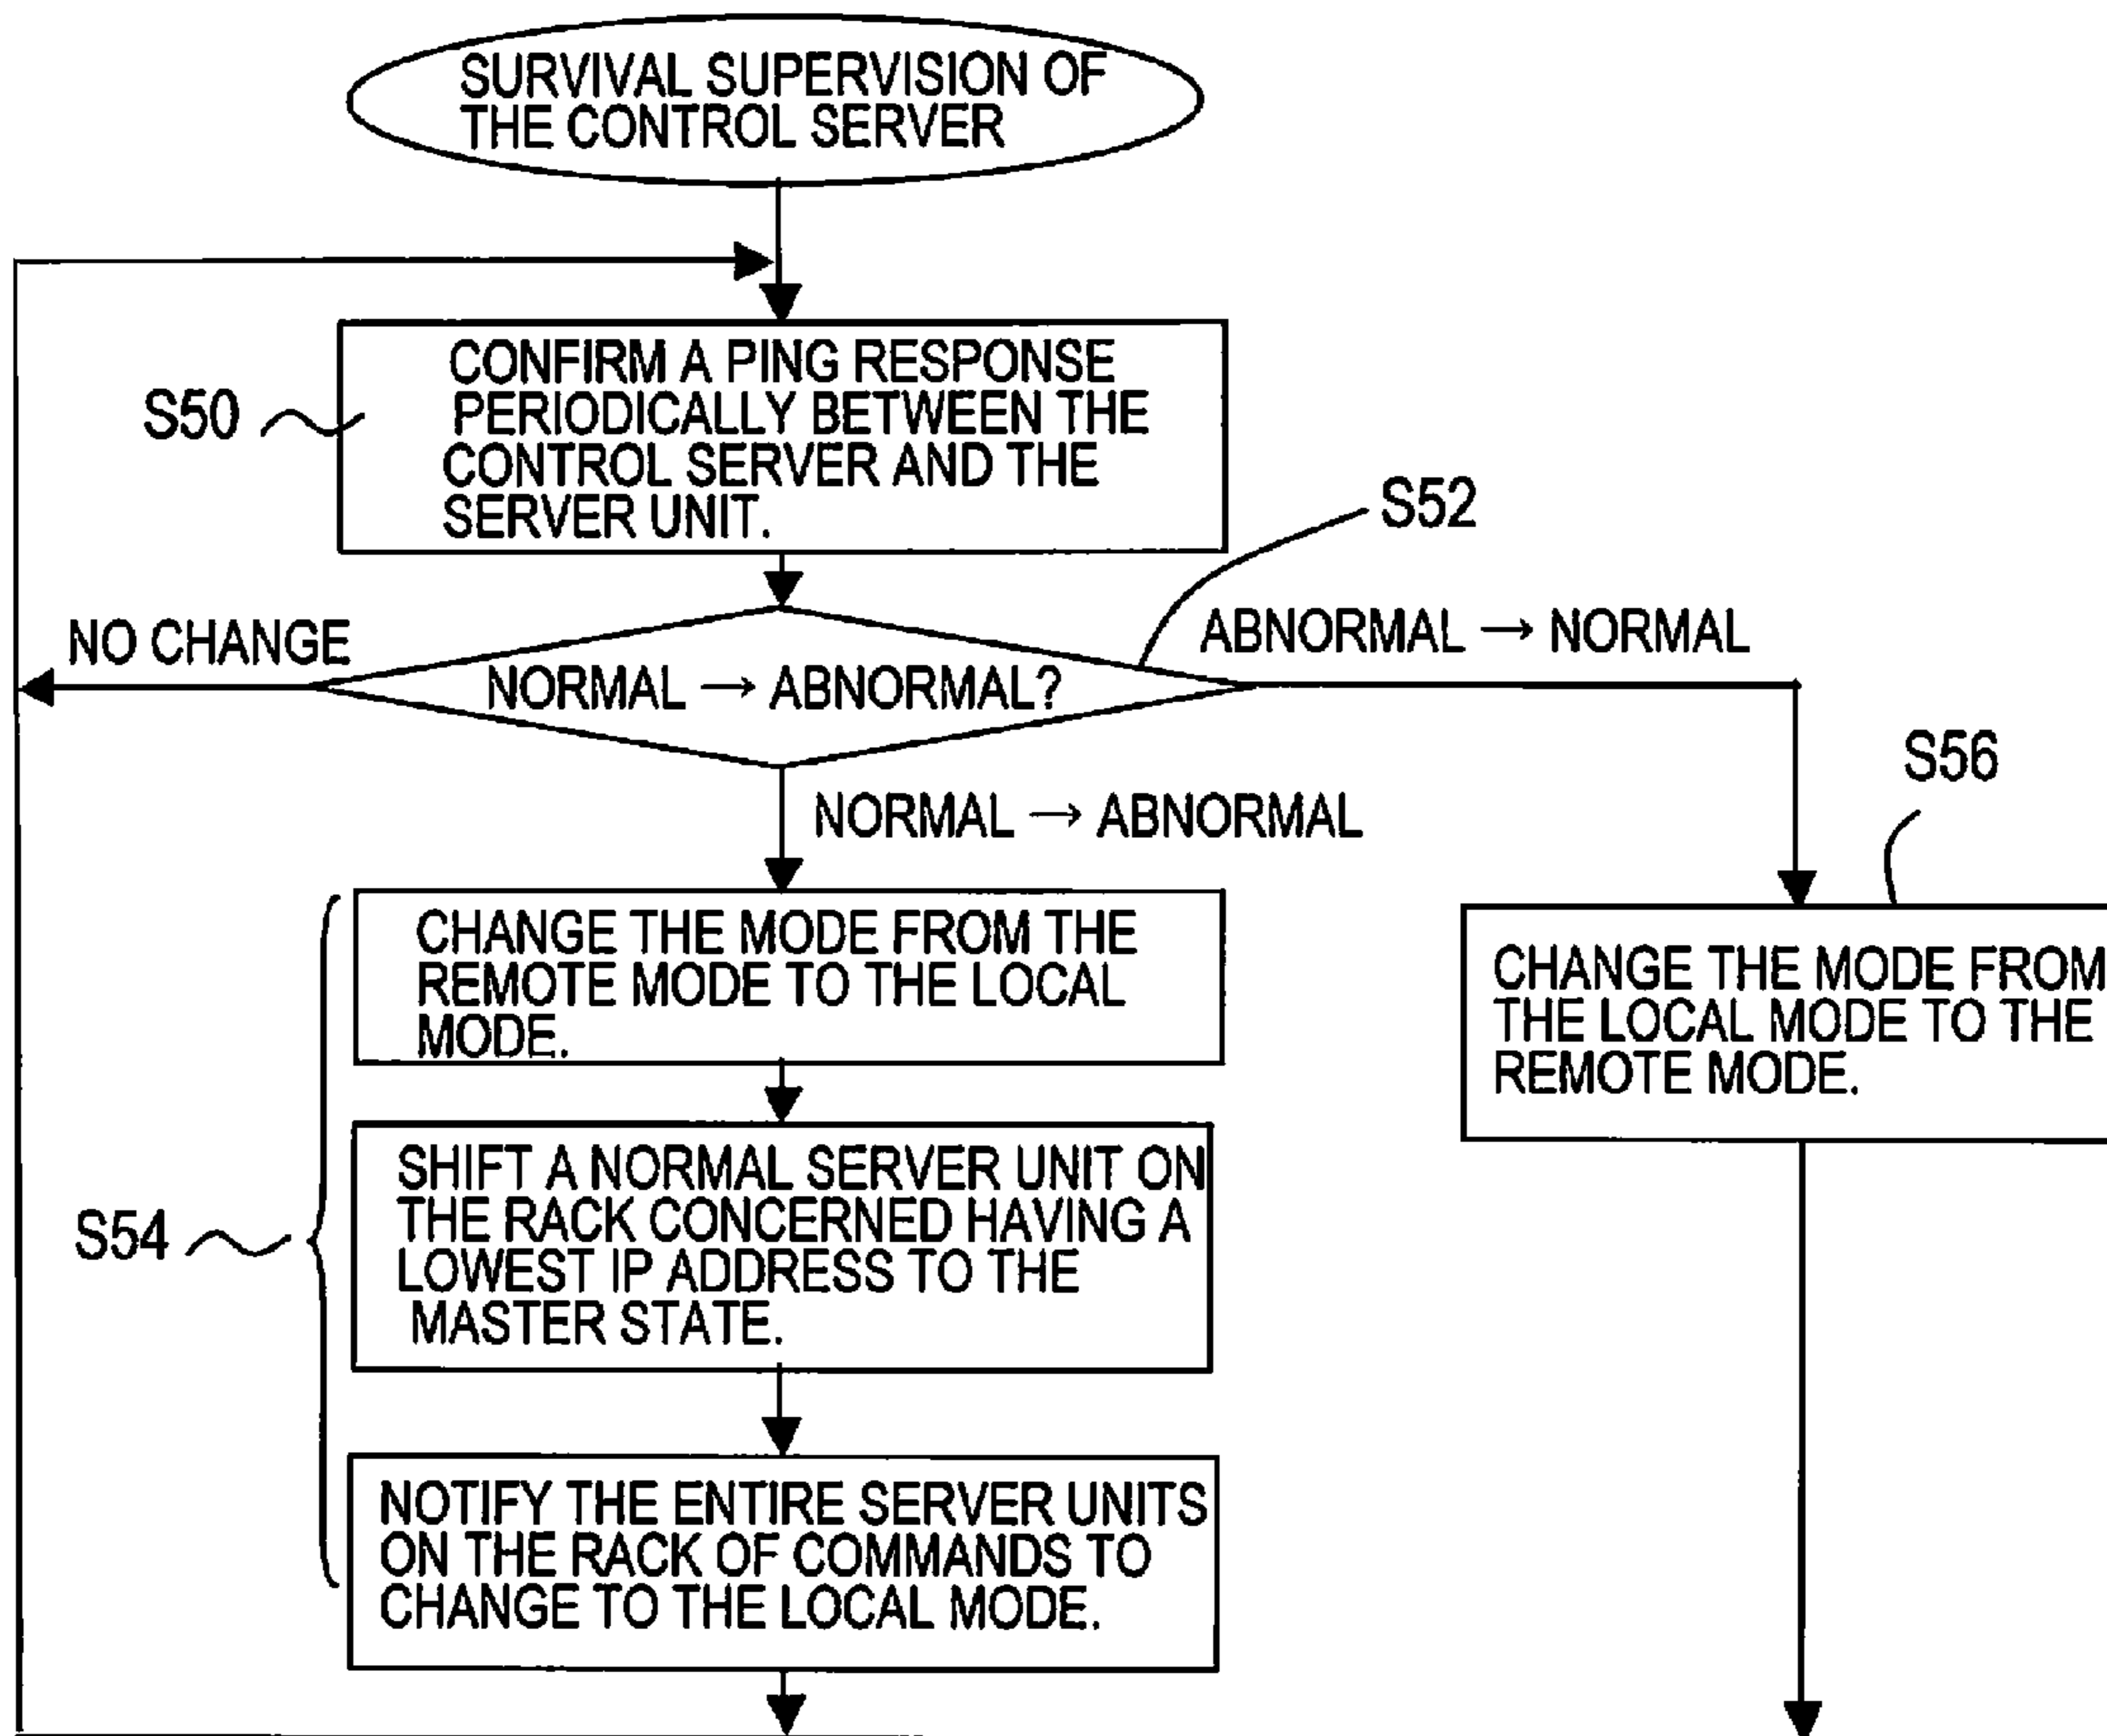 SURVIVAL SUPERVISION OF
THE CONTROL SERVER
S50
CONFIRM A PING RESPONSE
PERIODICALLY BETWEEN THE
CONTROL SERVER AND THE
SERVER UNIT.
S52
NO CHANGE
NORMAL → ABNORMAL?
ABNORMAL → NORMAL
NORMAL → ABNORMAL
S56
S54
CHANGE THE MODE FROM THE
REMOTE MODE TO THE LOCAL
MODE.
CHANGE THE MODE FROM
THE LOCAL MODE TO THE
REMOTE MODE.
SHIFT A NORMAL SERVER UNIT ON
THE RACK CONCERNED HAVING A
LOWEST IP ADDRESS TO THE
MASTER STATE.
NOTIFY THE ENTIRE SERVER UNITS
ON THE RACK OF COMMANDS TO
CHANGE TO THE LOCAL MODE.